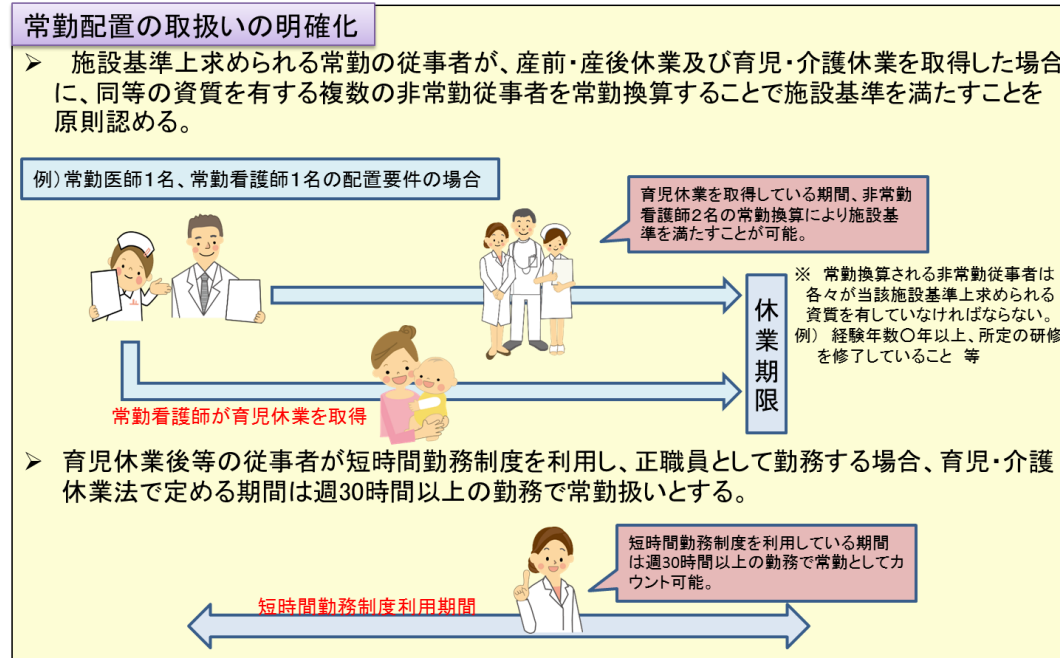 常勤配置の取扱いの明確化
➢ 施設基準上求められる常勤の従事者が、産前・産後休業及び育児・介護休業を取得した場合
に、同等の資質を有する複数の非常勤従事者を常勤換算することで施設基準を満たすことを
原則認める。
例）常勤医師1名、常勤看護師1名の配置要件の場合
育児休業を取得している期間、非常勤
看護師2名の常勤換算により施設基
準を満たすことが可能。
※ 常勤換算される非常勤従事者は
各々が当該施設基準上求められる
資質を有していなければならない。
例） 経験年数〇年以上、所定の研修
を修了していること 等
休業期限
常勤看護師が育児休業を取得
➢ 育児休業後等の従事者が短時間勤務制度を利用し、正職員として勤務する場合、育児・介護
休業法で定める期間は週30時間以上の勤務で常勤扱いとする。
短時間勤務制度を利用している期間
は週30時間以上の勤務で常勤としてカ
ウント可能。
短時間勤務制度利用期間